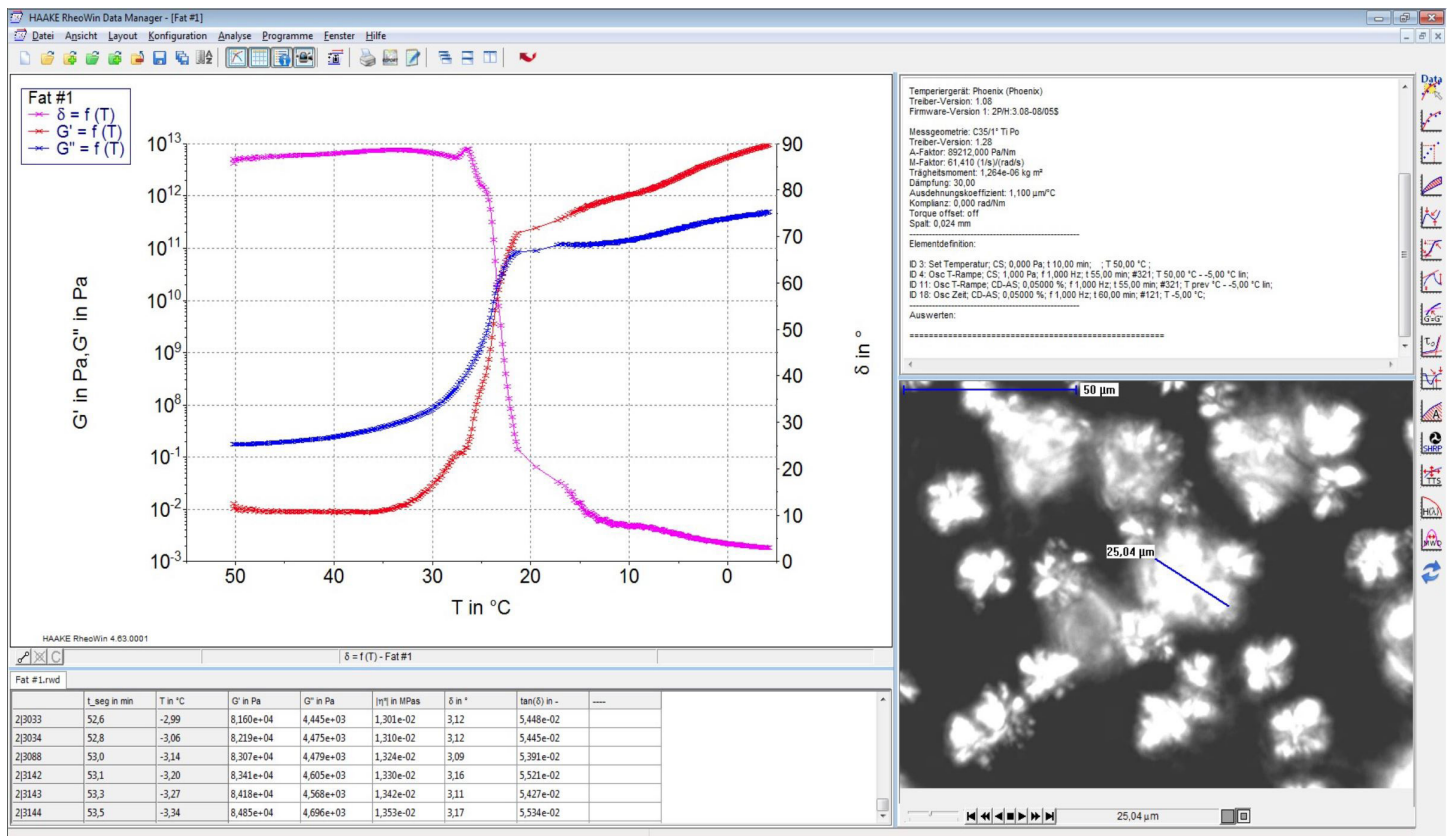 HAAKE RheoWin Data Manager - [Fat #1]
Datei Ansicht Layout Konfiguration Analyse Programme Fenster Hilfe
Fat #1
δ = f (T)
G' = f (T)
G" = f (T)
G' in Pa, G" in Pa
10^13
10^12
10^11
10^10
10^9
10^8
10^-1
10^-2
10^-3
90
80
70
60
50
40
30
20
10
0
δ in °
50 40 30 20 10 0
T in °C
HAAKE RheoWin 4.63.0001
δ = f (T) - Fat #1
Temperiergerät: Phoenix (Phoenix)
Treiber-Version: 1.08
Firmware-Version 1: 2P/H:3.08-08/05$
Messgeometrie: C35/1° Ti Po
Treiber-Version: 1.28
A-Faktor: 89212,000 Pa/Nm
M-Faktor: 61,410 (1/s)/(rad/s)
Trägheitsmoment: 1,264e-06 kg m²
Dämpfung: 30,00
Ausdehnungskoeffizient: 1,100 µm/°C
Komplianz: 0,000 rad/Nm
Torque offset: off
Spalt: 0,024 mm
Elementdefinition:
ID 3: Set Temperatur; CS; 0,000 Pa; t 10,00 min; ; T 50,00 °C ;
ID 4: Osc T-Rampe; CS; 1,000 Pa; f 1,000 Hz; t 55,00 min; #321; T 50,00 °C - -5,00 °C lin;
ID 11: Osc T-Rampe; CD-AS; 0,05000 %; f 1,000 Hz; t 55,00 min; #321; T prev °C - -5,00 °C lin;
ID 18: Osc Zeit; CD-AS; 0,05000 %; f 1,000 Hz; t 60,00 min; #121; T -5,00 °C;
Auswerten:
Data
G'=G"
τ0
A
SHRP
TTS
H(λ)
MWD
50 µm
25,04 µm
25,04 µm
Fat #1.rwd
t_seg in min T in °C G' in Pa G" in Pa |η*| in MPas δ in ° tan(δ) in - ----
2|3033 52,6 -2,99 8,160e+04 4,445e+03 1,301e-02 3,12 5,448e-02
2|3034 52,8 -3,06 8,219e+04 4,475e+03 1,310e-02 3,12 5,445e-02
2|3088 53,0 -3,14 8,307e+04 4,479e+03 1,324e-02 3,09 5,391e-02
2|3142 53,1 -3,20 8,341e+04 4,605e+03 1,330e-02 3,16 5,521e-02
2|3143 53,3 -3,27 8,418e+04 4,568e+03 1,342e-02 3,11 5,427e-02
2|3144 53,5 -3,34 8,485e+04 4,696e+03 1,353e-02 3,17 5,534e-02